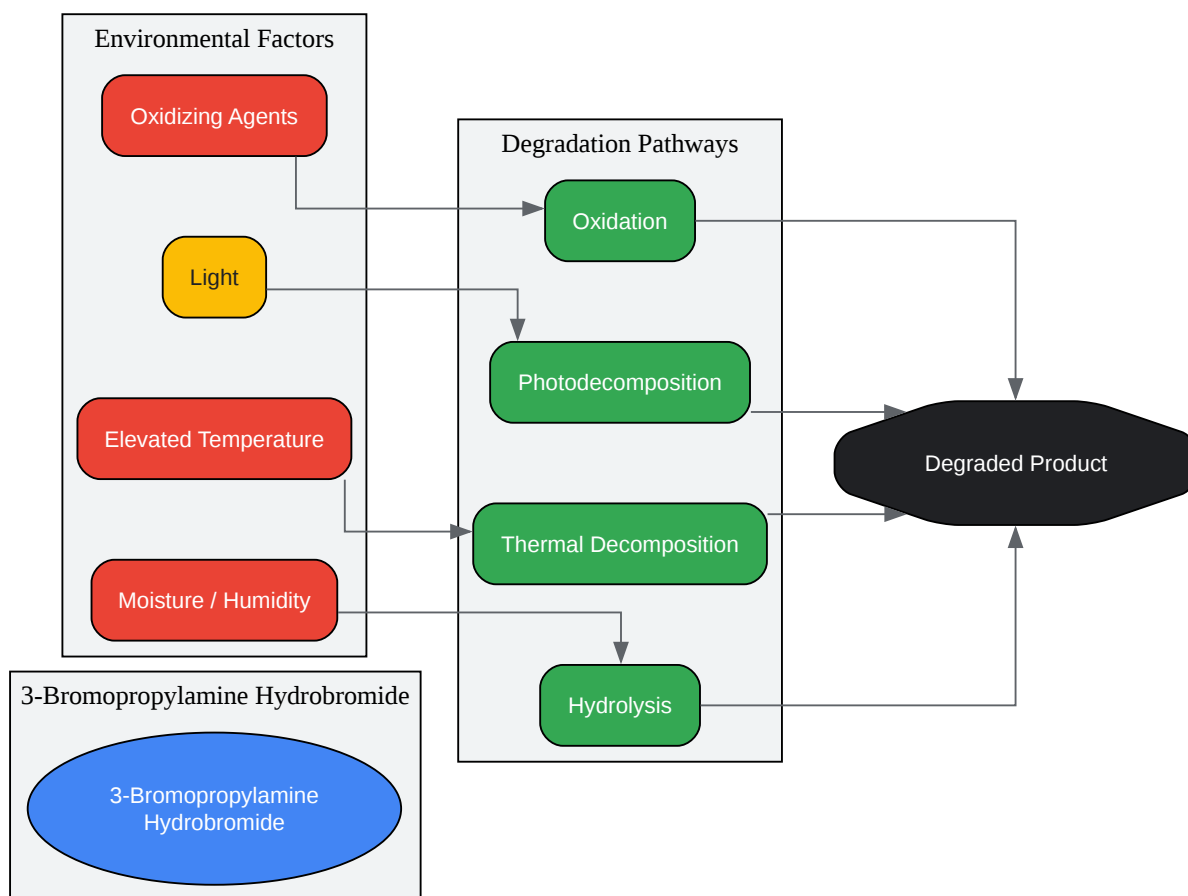 Environmental Factors
Oxidizing Agents
Light
Elevated Temperature
Moisture / Humidity
Degradation Pathways
Oxidation
Photodecomposition
Thermal Decomposition
Hydrolysis
Degraded Product
3-Bromopropylamine Hydrobromide
3-Bromopropylamine
Hydrobromide